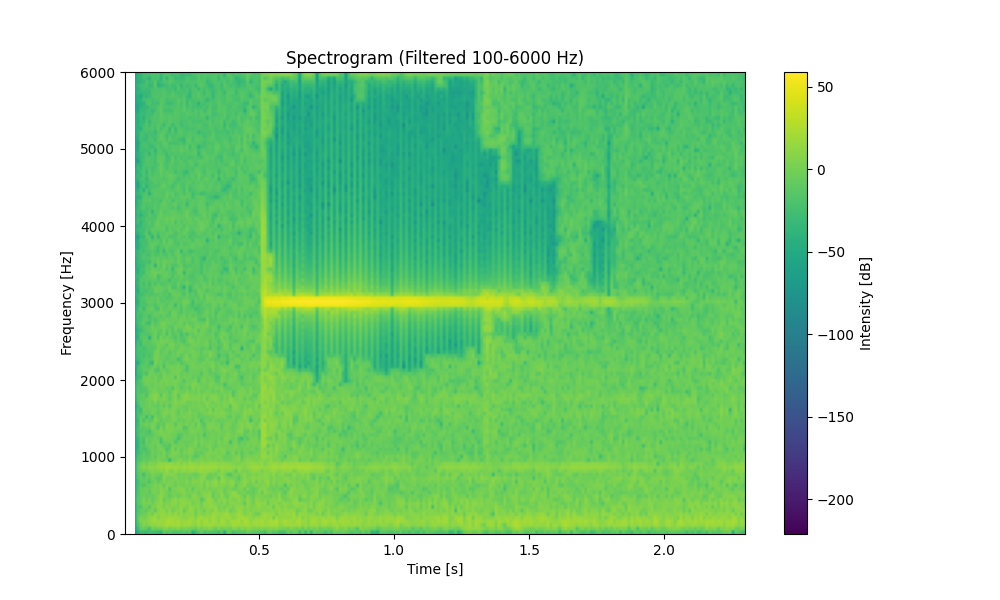 Spectrogram (Filtered 100-6000 Hz)
6000
5000
4000
3000
2000
1000
0
Frequency [Hz]
0.5 1.0 1.5 2.0
Time [s]
50
0
−50
−100
−150
−200
Intensity [dB]